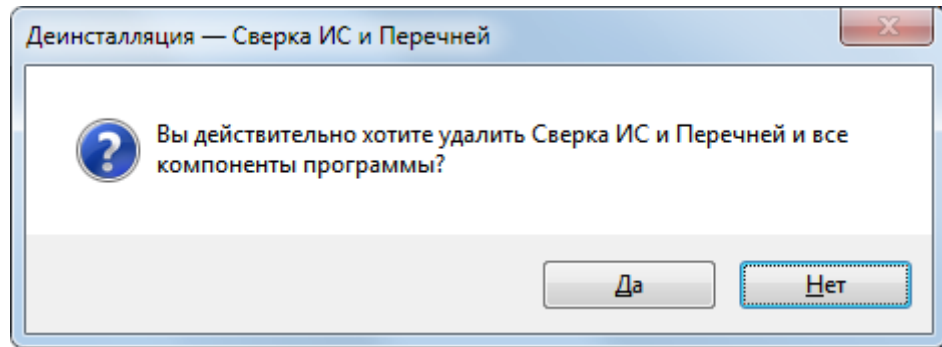 Деинсталляция — Сверка ИС и Перечней
Вы действительно хотите удалить Сверка ИС и Перечней и все
компоненты программы?
Да
Нет